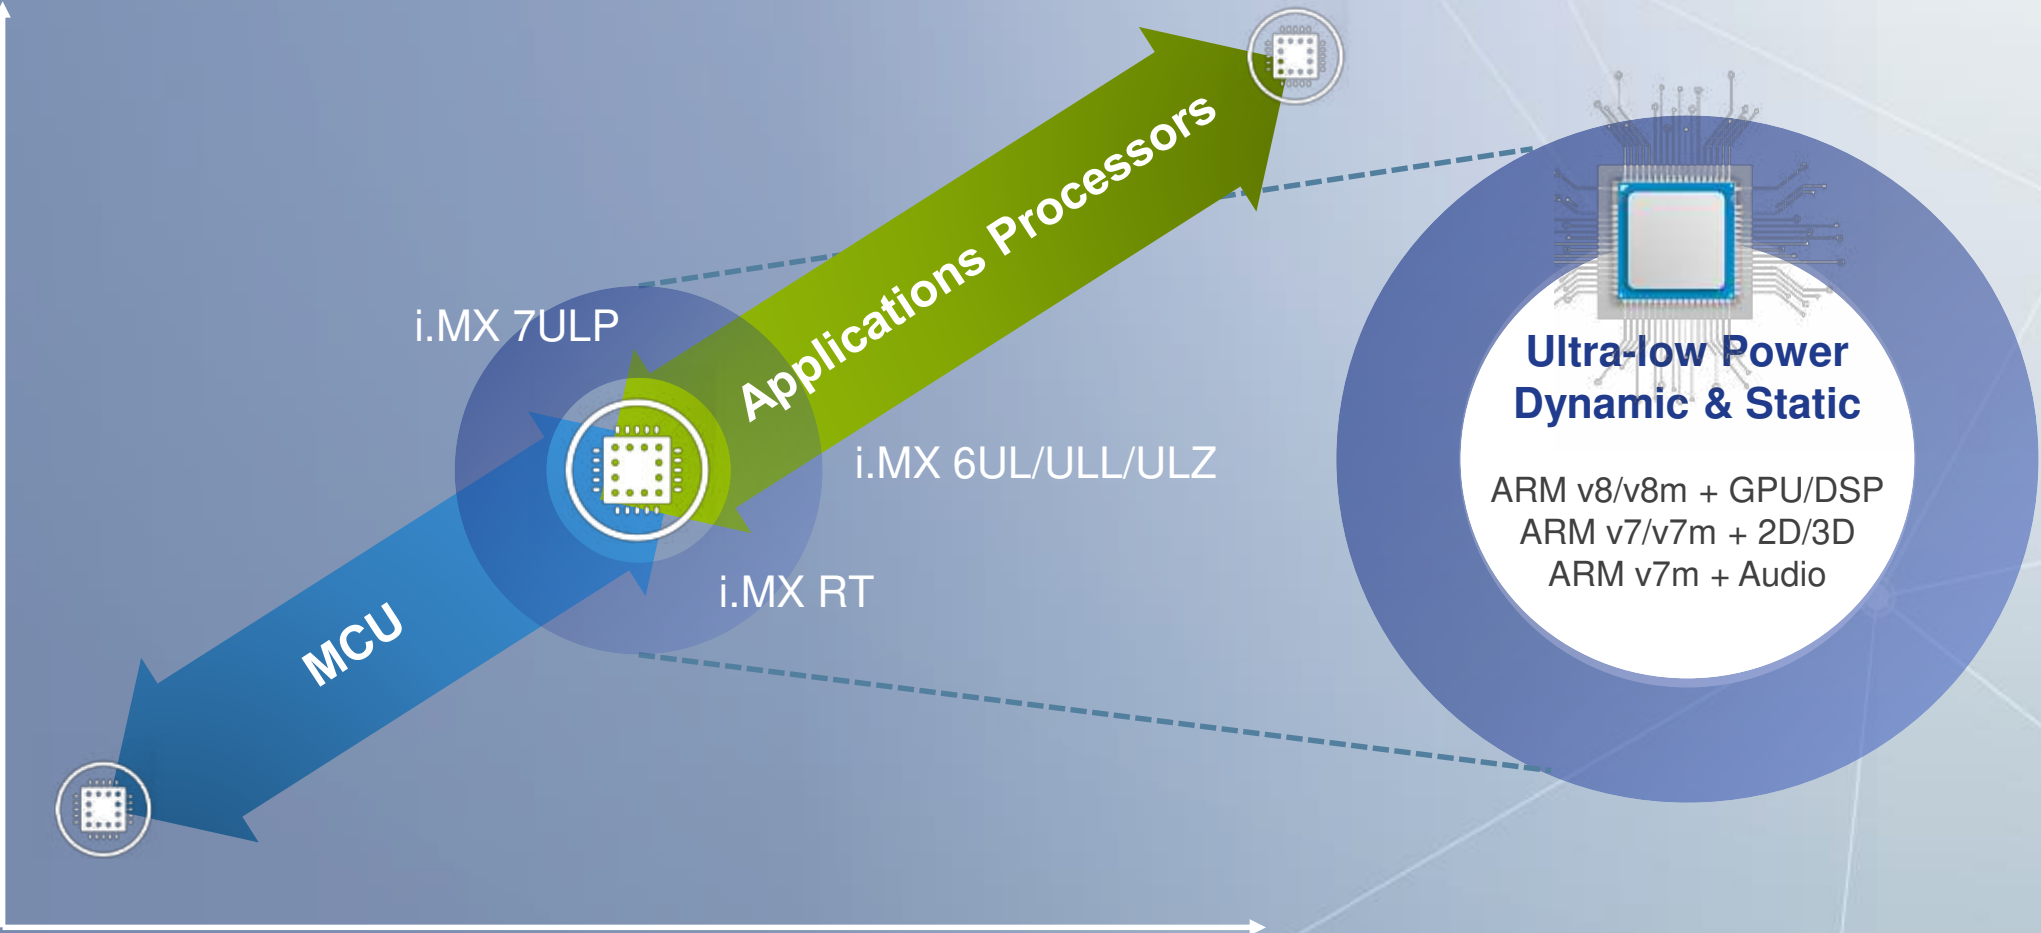 Applications Processors
i.MX 7ULP
i.MX 6UL/ULL/ULZ
i.MX RT
MCU
Ultra-low Power
Dynamic & Static
ARM v8/v8m + GPU/DSP
ARM v7/v7m + 2D/3D
ARM v7m + Audio